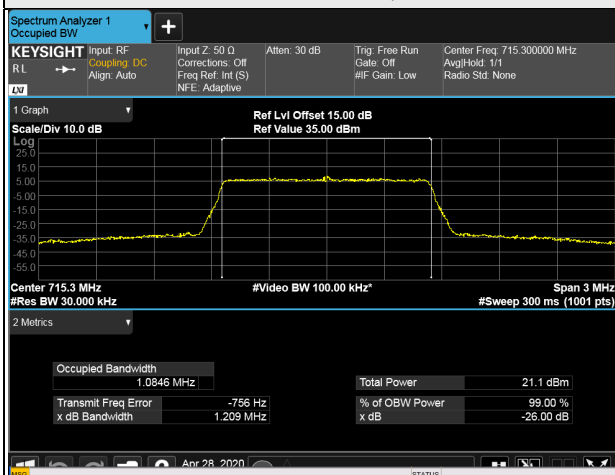 Spectrum Analyzer 1
Occupied BW
+
KEYSIGHT Input: RF Input Z: 50 Ω Atten: 30 dB Trig: Free Run Center Freq: 715.300000 MHz
RL Coupling: DC Corrections: Off Gate: Off Avg|Hold: 1/1
Align: Auto Freq Ref: Int (S) #IF Gain: Low Radio Std: None
LXI NFE: Adaptive
1 Graph Ref Lvl Offset 15.00 dB
Scale/Div 10.0 dB Ref Value 35.00 dBm
Log
25.0
15.0
5.00
-5.00
-15.0
-25.0
-35.0
-45.0
-55.0
Center 715.3 MHz #Video BW 100.00 kHz* Span 3 MHz
#Res BW 30.000 kHz #Sweep 300 ms (1001 pts)
2 Metrics
Occupied Bandwidth
1.0846 MHz Total Power 21.1 dBm
Transmit Freq Error -756 Hz % of OBW Power 99.00 %
x dB Bandwidth 1.209 MHz x dB -26.00 dB
Apr 28, 2020
MSG STATUS